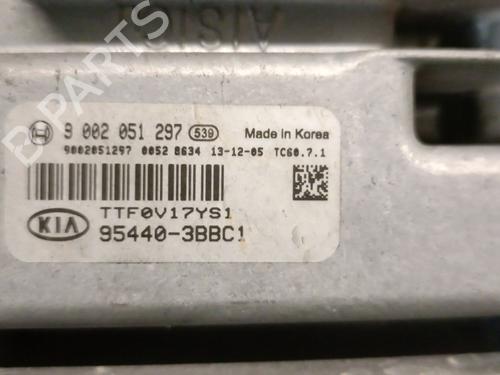 9 002 051 297 539 Made in Korea
9002051297 0052 8634 13-12-05 TC60.7.1
TTF0V17YS1
KIA 95440-3BBC1